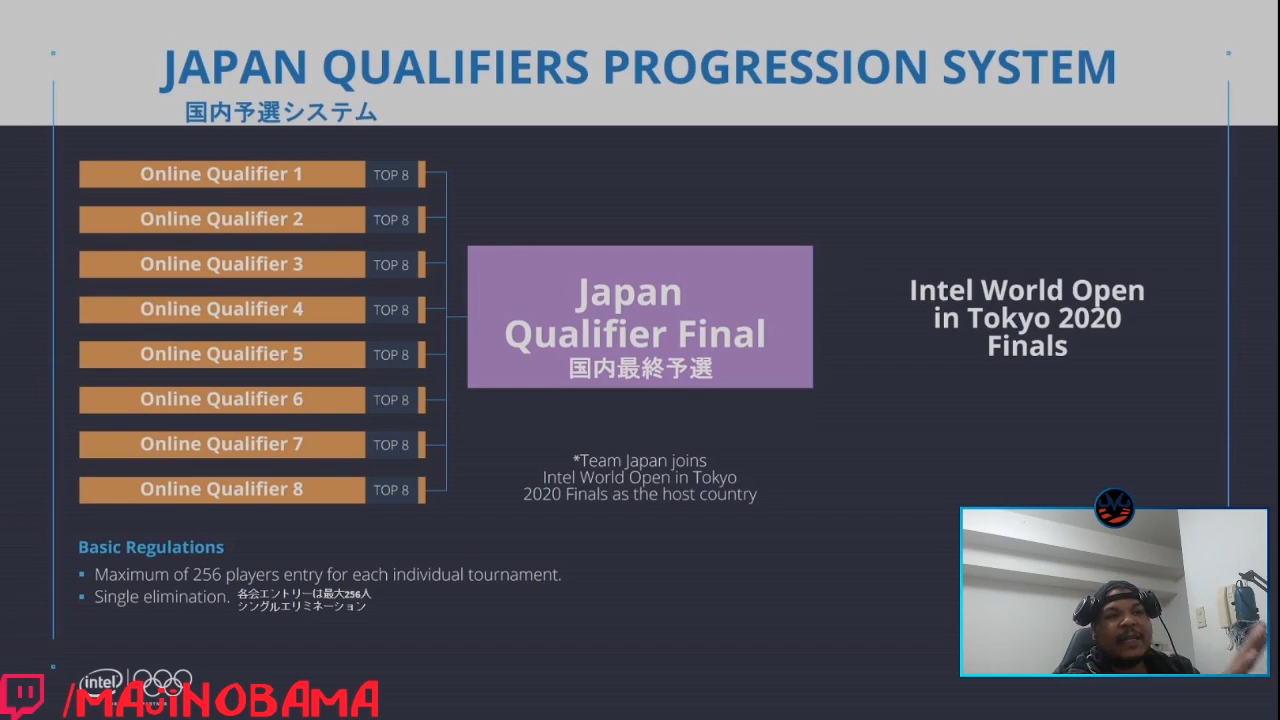 JAPAN QUALIFIERS PROGRESSION SYSTEM
国内予選システム
Online Qualifier 1 TOP 8
Online Qualifier 2 TOP 8
Online Qualifier 3 TOP 8
Online Qualifier 4 TOP 8
Online Qualifier 5 TOP 8
Online Qualifier 6 TOP 8
Online Qualifier 7 TOP 8
Online Qualifier 8 TOP 8
Japan
Qualifier Final
国内最終予選
*Team Japan joins
Intel World Open in Tokyo
2020 Finals as the host country
Intel World Open
in Tokyo 2020
Finals
Basic Regulations
▪ Maximum of 256 players entry for each individual tournament.
▪ Single elimination.
各会エントリーは最大256人
シングルエリミネーション
intel
/MAJINOBAMA